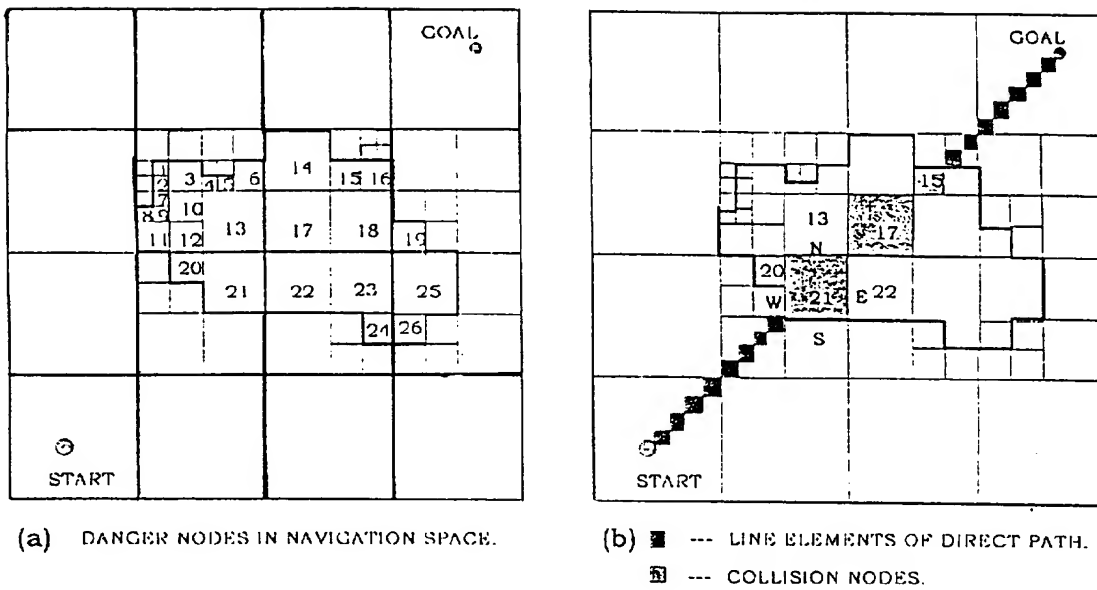 GOAL
14
1
2
3
4
5
6
15 16
7
8 9
10
13
17
18
11
12
19
20
21
22
23
25
24
26
START
(a) DANGER NODES IN NAVIGATION SPACE.
GOAL
15
13
17
N
20
21
E 22
W
S
START
(b) --- LINE ELEMENTS OF DIRECT PATH.
--- COLLISION NODES.